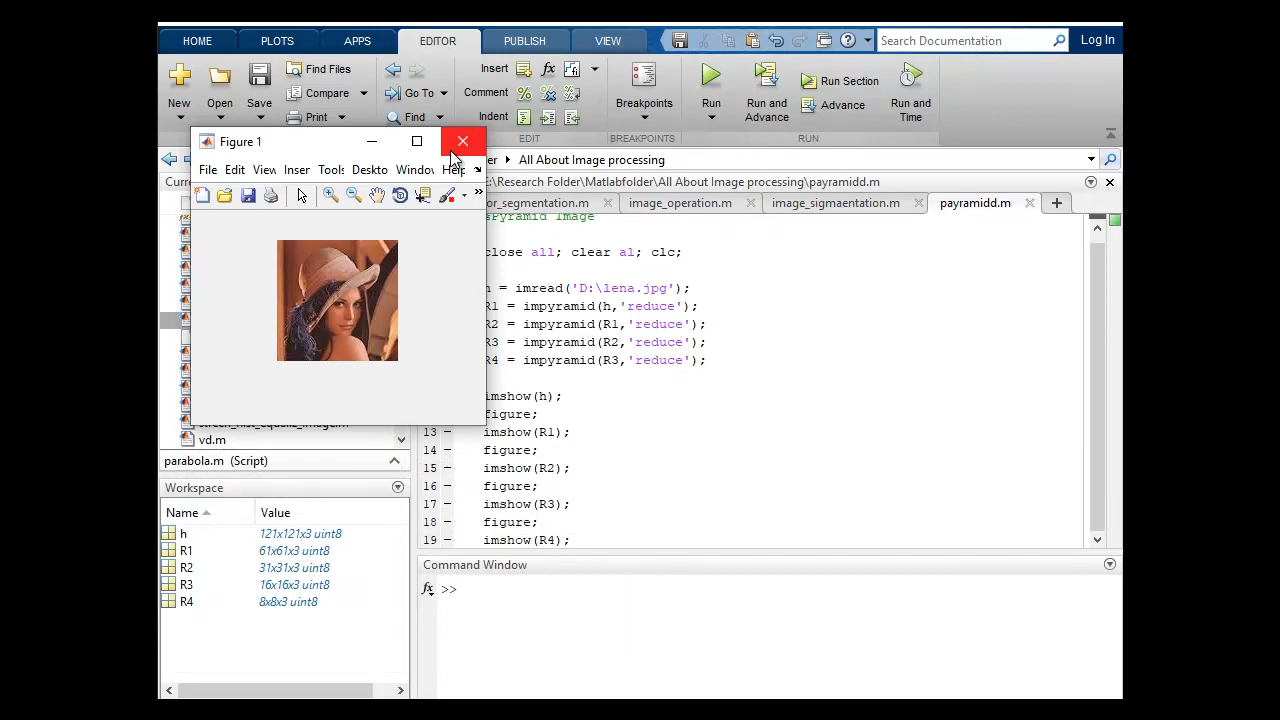 HOME PLOTS APPS EDITOR PUBLISH VIEW Search Documentation Log In
Find Files Insert
New Open Save Compare Go To Comment Breakpoints Run Run and Advance Run Section Advance Run and Time
Print Find Indent
EDIT BREAKPOINTS RUN
Figure 1
File Edit View Inser Tools Deskto Windov Help
All About Image processing
E:\Research Folder\Matlabfolder\All About Image processing\payramidd.m
or_segmentation.m image_operation.m image_sigmaentation.m payramidd.m +
Pyramid Image
close all; clear al; clc;
h = imread('D:\lena.jpg');
R1 = impyramid(h,'reduce');
R2 = impyramid(R1,'reduce');
R3 = impyramid(R2,'reduce');
R4 = impyramid(R3,'reduce');
imshow(h);
figure;
13 imshow(R1);
14 figure;
15 imshow(R2);
16 figure;
17 imshow(R3);
18 figure;
19 imshow(R4);
vd.m
parabola.m (Script)
Workspace
Name Value
h 121x121x3 uint8
R1 61x61x3 uint8
R2 31x31x3 uint8
R3 16x16x3 uint8
R4 8x8x3 uint8
Command Window
fx >>